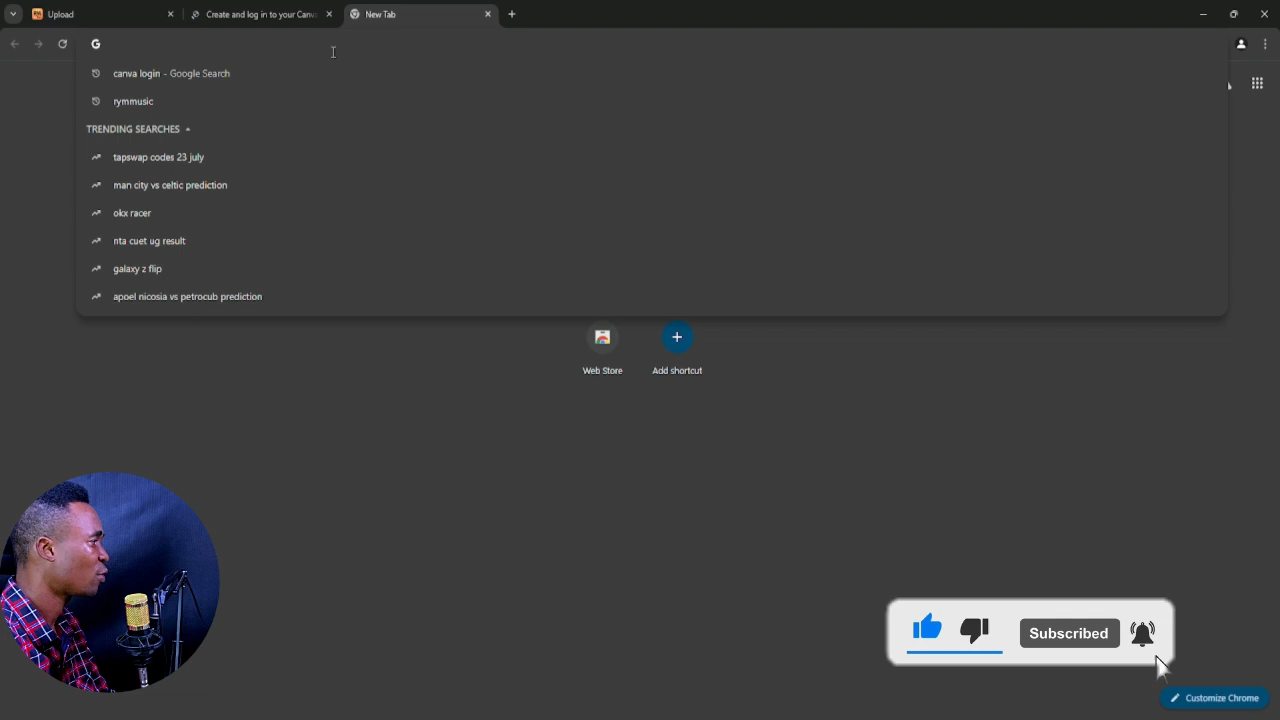 Upload
Create and log in to your Canva
New Tab
canva login - Google Search
rymmusic
TRENDING SEARCHES
tapswap codes 23 july
man city vs celtic prediction
okx racer
nta cuet ug result
galaxy z flip
apoel nicosia vs petrocub prediction
Web Store
Add shortcut
Subscribed
Customize Chrome